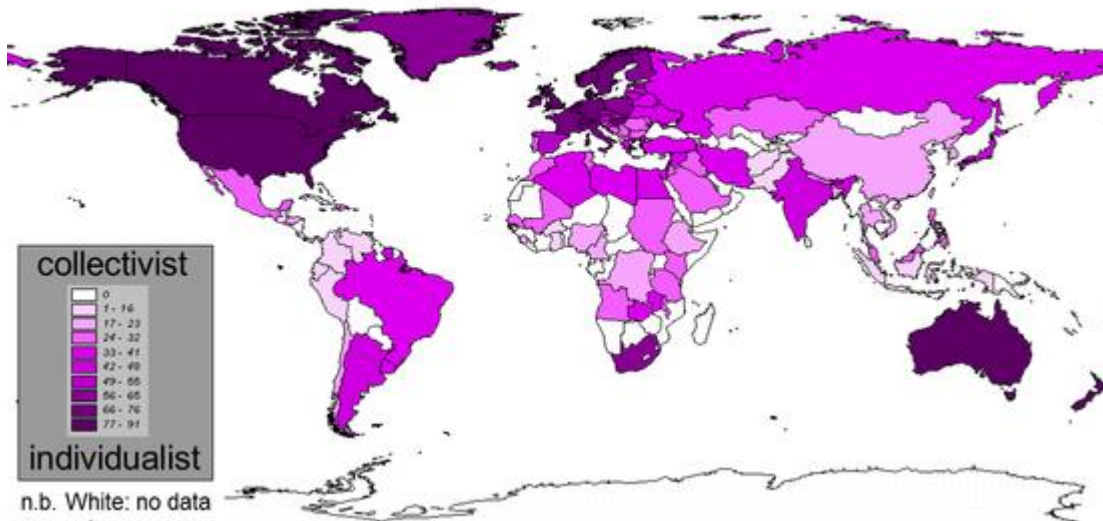 collectivist
0
1 - 16
17 - 23
24 - 32
33 - 41
42 - 48
49 - 55
56 - 65
66 - 76
77 - 91
individualist
n.b. White: no data